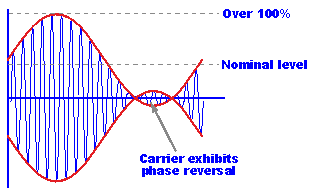 Over 100%
Nominal level
Carrier exhibits
phase reversal